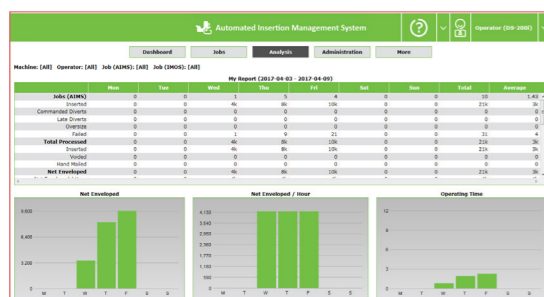 Automated Insertion Management System
Operator (DS-200i)
Dashboard Jobs Analysis Administration More
Machine: [All] Operator: [All] Job (AIMS): [All] Job (IMOS): [All]
My Report (2017-04-03 - 2017-04-09)
Mon Tue Wed Thu Fri Sat Sun Total Average
Jobs (AIMS) 0 0 1 5 4 0 0 10 1.43
Inserted 0 0 4k 8k 10k 0 0 21k 3k
Commanded Diverts 0 0 0 0 0 0 0 0 0
Late Diverts 0 0 0 0 0 0 0 0 0
Oversize 0 0 0 0 0 0 0 0 0
Failed 0 0 1 9 21 0 0 31 4
Total Processed 0 0 4k 8k 10k 0 0 21k 3k
Inserted 0 0 4k 8k 10k 0 0 21k 3k
Voided 0 0 0 0 0 0 0 0 0
Hand Mailed 0 0 0 0 0 0 0 0 0
Net Enveloped 0 0 4k 8k 10k 0 0 21k 3k
Net Enveloped
9,600
6,400
3,200
0
M T W T F S S
Net Enveloped / Hour
4,130
3,540
2,950
2,360
1,770
1,180
590
0
M T W T F S S
Operating Time
12
9
6
3
0
M T W T F S S